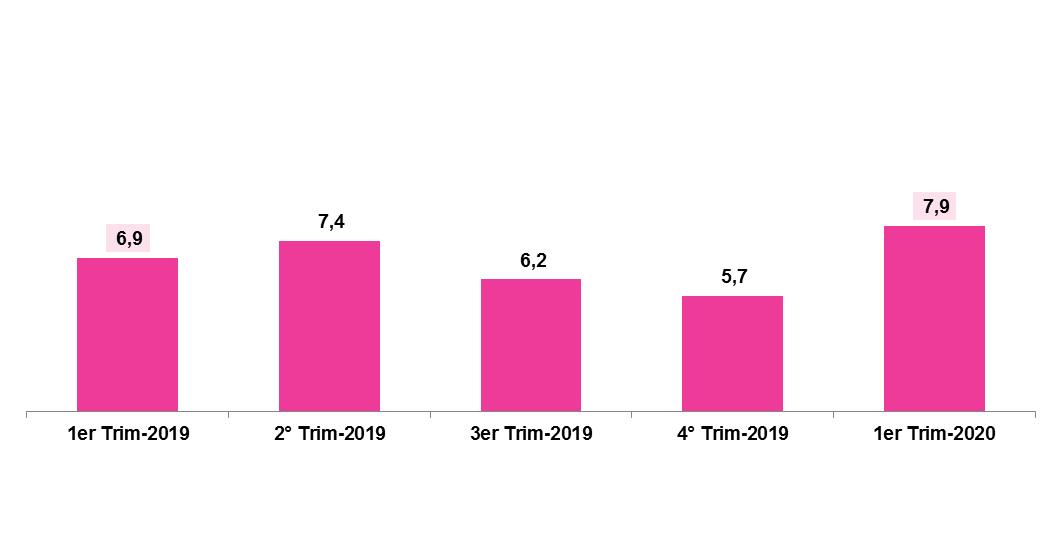 7,9
7,4
6,9
6,2
5,7
1er Trim-2019
2° Trim-2019
3er Trim-2019
4° Trim-2019
1er Trim-2020